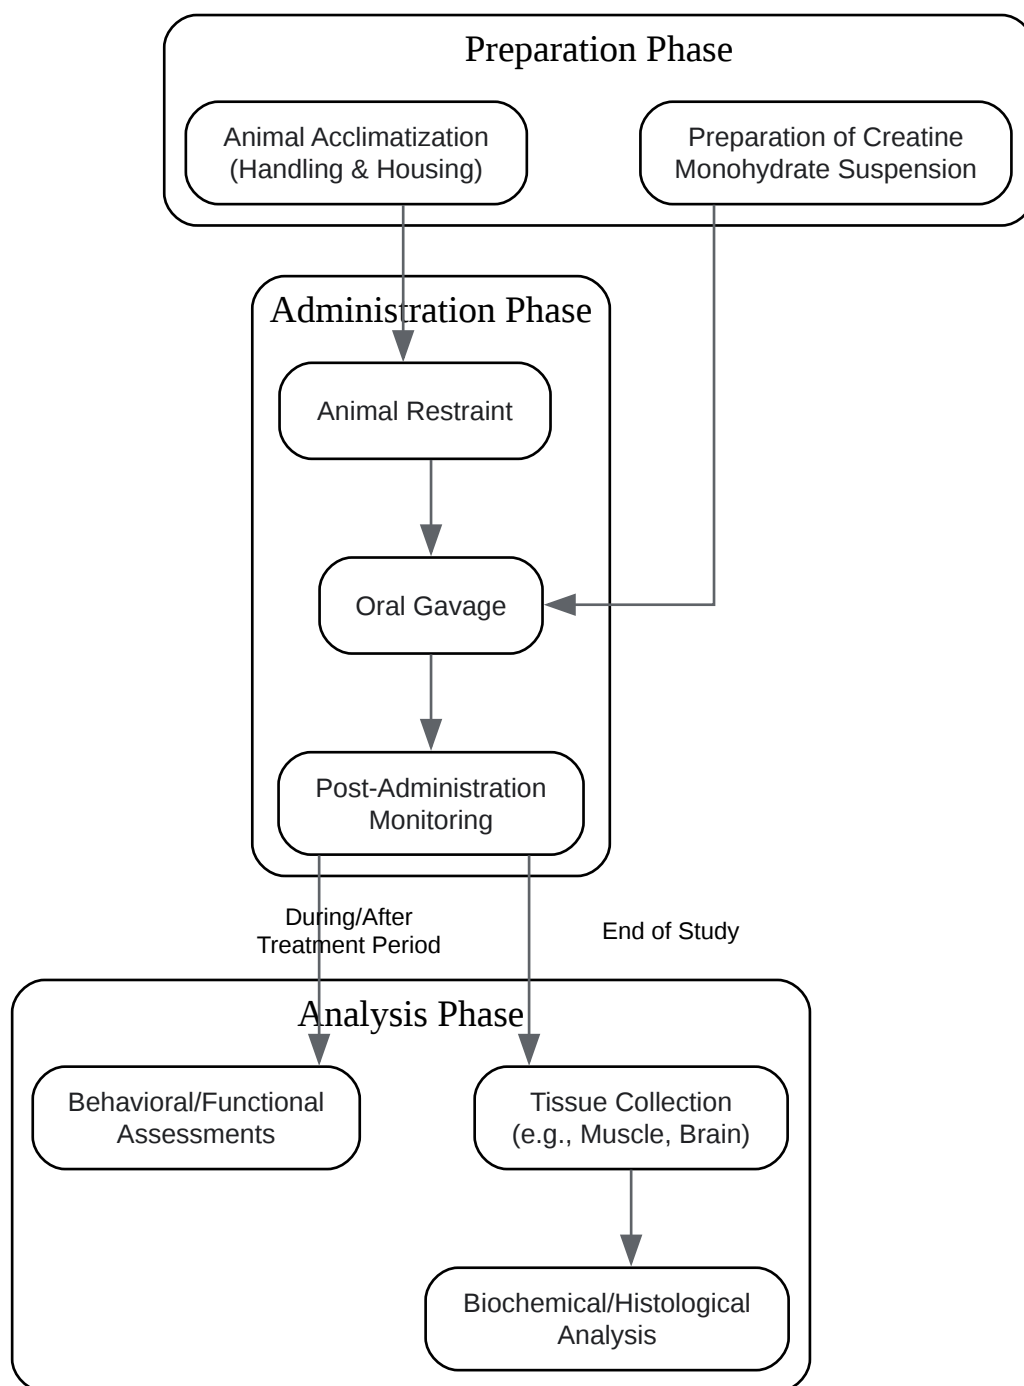 Preparation Phase
Animal Acclimatization
(Handling & Housing)
Preparation of Creatine
Monohydrate Suspension
Administration Phase
Animal Restraint
Oral Gavage
Post-Administration
Monitoring
During/After
Treatment Period
End of Study
Analysis Phase
Behavioral/Functional
Assessments
Tissue Collection
(e.g., Muscle, Brain)
Biochemical/Histological
Analysis